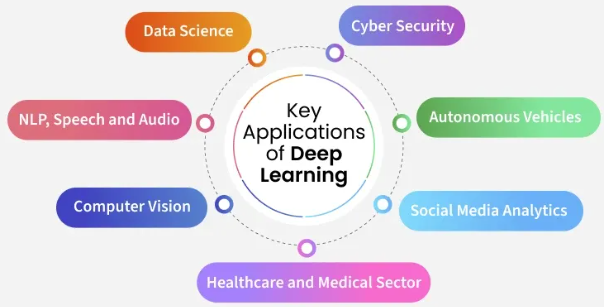 Data Science
Cyber Security
NLP, Speech and Audio
Key
Applications
of Deep
Learning
Autonomous Vehicles
Computer Vision
Social Media Analytics
Healthcare and Medical Sector